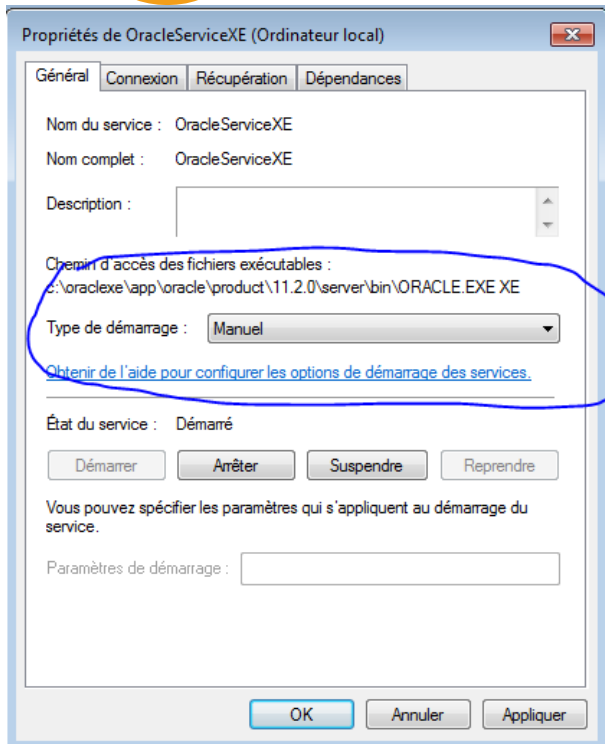 Propriétés de OracleServiceXE (Ordinateur local)
Général Connexion Récupération Dépendances
Nom du service : OracleServiceXE
Nom complet : OracleServiceXE
Description :
Chemin d'accès des fichiers exécutables :
c:\oraclexe\app\oracle\product\11.2.0\server\bin\ORACLE.EXE XE
Type de démarrage : Manuel
Obtenir de l'aide pour configurer les options de démarrage des services.
État du service : Démarré
Démarrer Arrêter Suspendre Reprendre
Vous pouvez spécifier les paramètres qui s'appliquent au démarrage du
service.
Paramètres de démarrage :
OK Annuler Appliquer